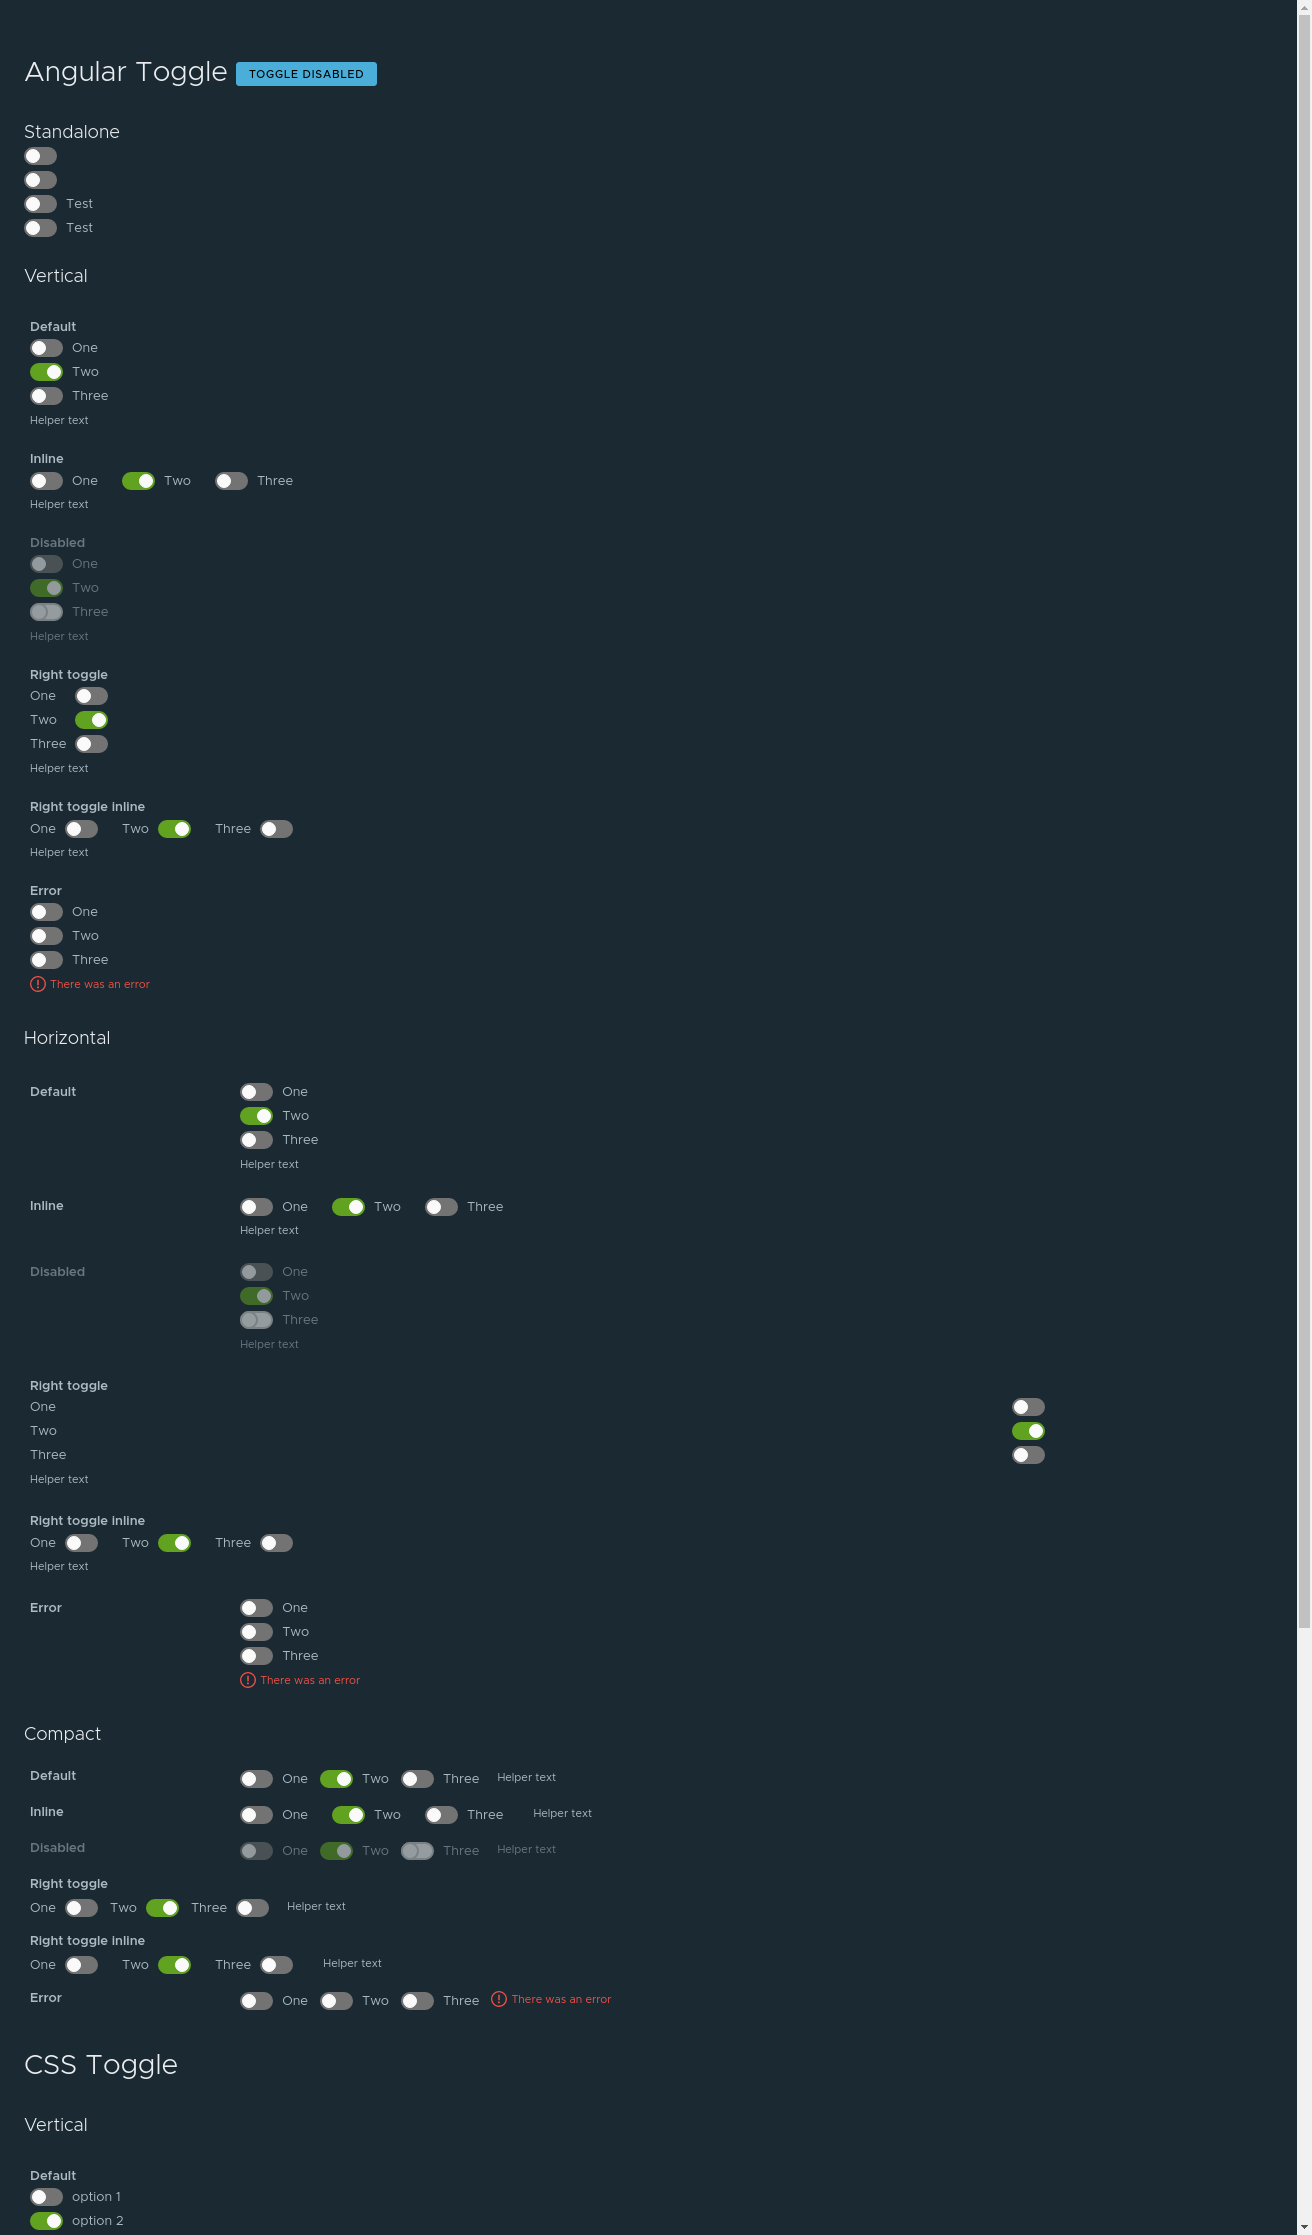 Angular Toggle TOGGLE DISABLED
Standalone
Test
Test
Vertical
Default
One
Two
Three
Helper text
Inline
One Two Three
Helper text
Disabled
One
Two
Three
Helper text
Right toggle
One
Two
Three
Helper text
Right toggle inline
One Two Three
Helper text
Error
One
Two
Three
There was an error
Horizontal
Default One
Two
Three
Helper text
Inline One Two Three
Helper text
Disabled One
Two
Three
Helper text
Right toggle
One
Two
Three
Helper text
Right toggle inline
One Two Three
Helper text
Error One
Two
Three
There was an error
Compact
Default One Two Three Helper text
Inline One Two Three Helper text
Disabled One Two Three Helper text
Right toggle
One Two Three Helper text
Right toggle inline
One Two Three Helper text
Error One Two Three There was an error
CSS Toggle
Vertical
Default
option 1
option 2